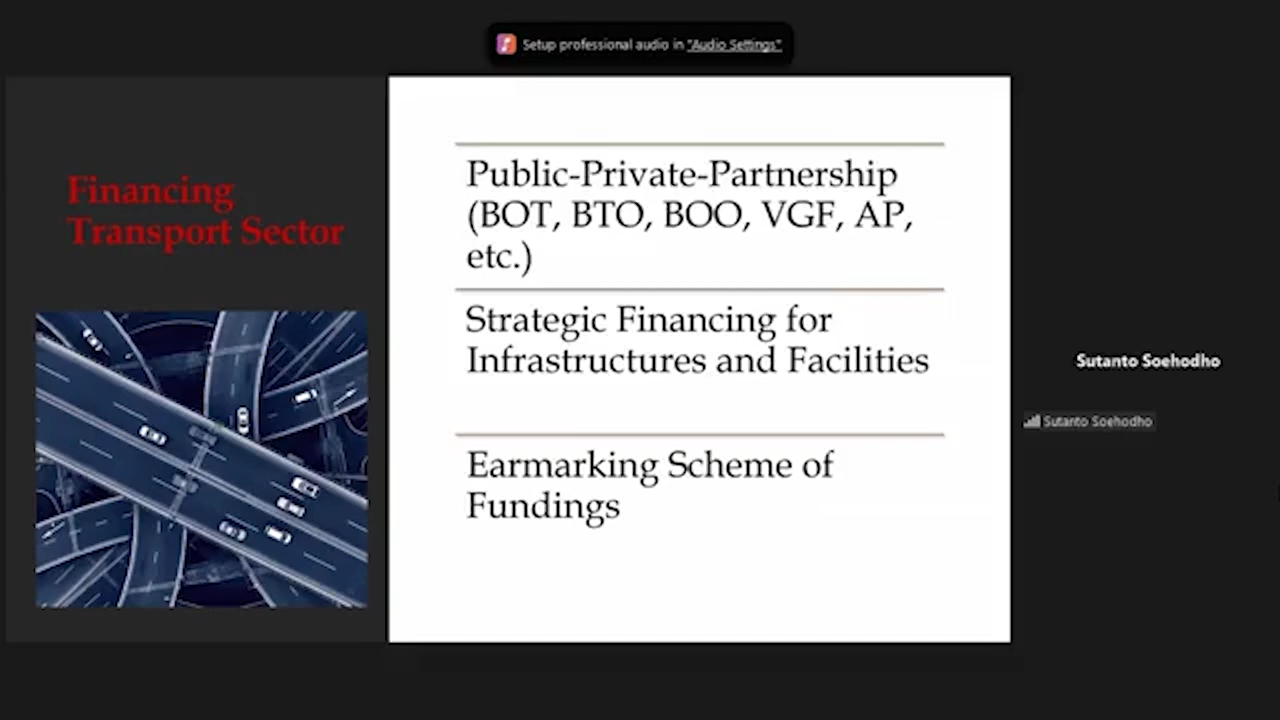 Setup professional audio in "Audio Settings"
Financing
Transport Sector
Public-Private-Partnership
(BOT, BTO, BOO, VGF, AP,
etc.)
Strategic Financing for
Infrastructures and Facilities
Earmarking Scheme of
Fundings
Sutanto Soehodho
Sutanto Soehodho